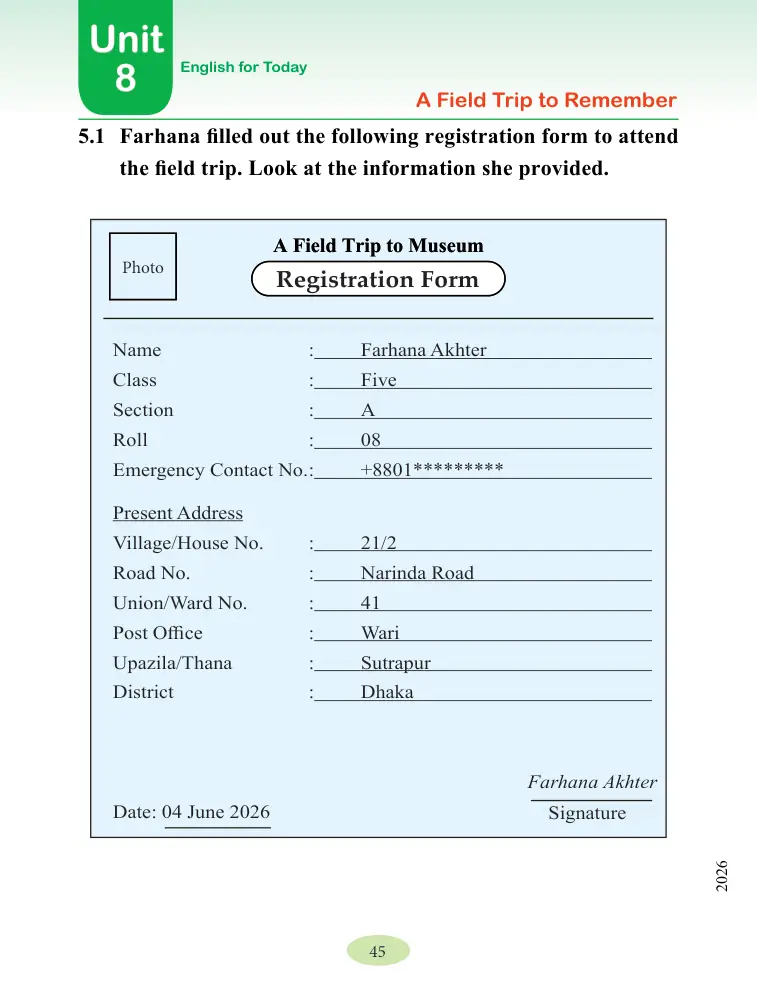 Unit
8
English for Today
A Field Trip to Remember
5.1 Farhana filled out the following registration form to attend
the field trip. Look at the information she provided.
Photo
A Field Trip to Museum
Registration Form
Name : Farhana Akhter
Class : Five
Section : A
Roll : 08
Emergency Contact No.: +8801*********
Present Address
Village/House No. : 21/2
Road No. : Narinda Road
Union/Ward No. : 41
Post Office : Wari
Upazila/Thana : Sutrapur
District : Dhaka
Farhana Akhter
Date: 04 June 2026
Signature
2026
45